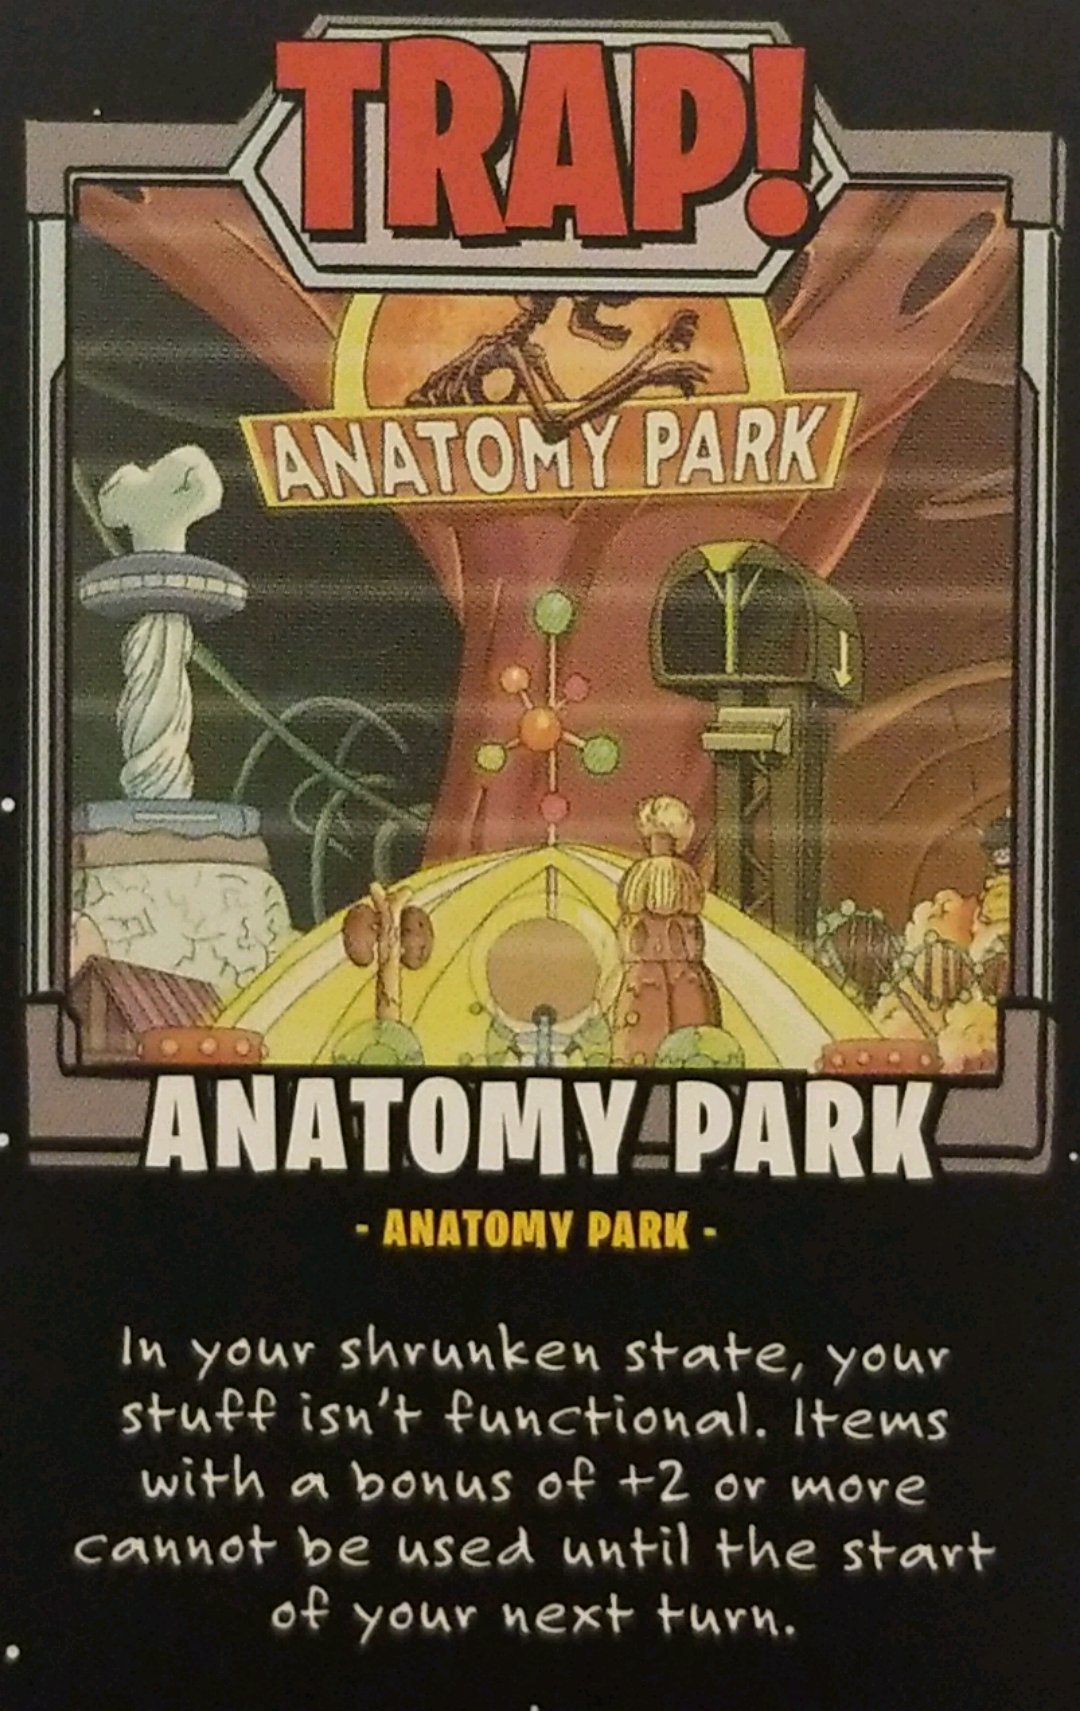 TRAP!
ANATOMY PARK
ANATOMY PARK
- ANATOMY PARK -
In your shrunken state, your
stuff isn't functional. Items
with a bonus of +2 or more
cannot be used until the start
of your next turn.